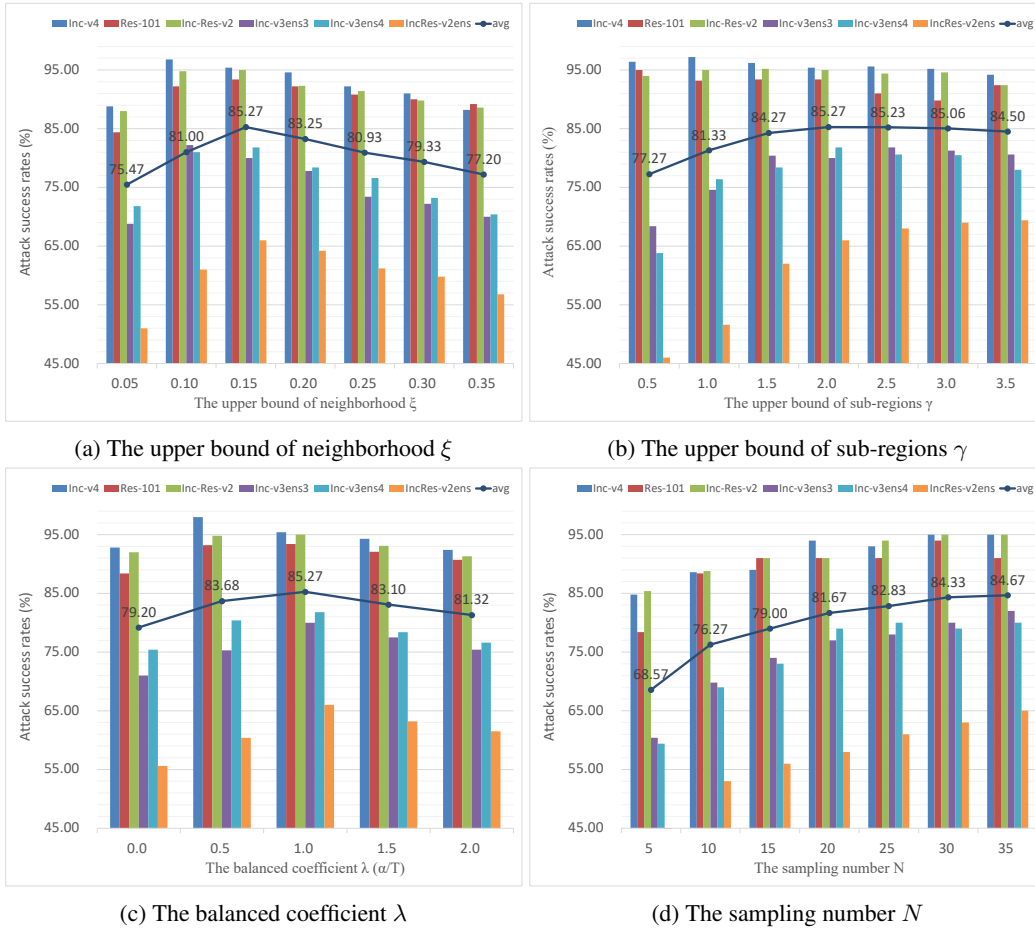 Inc-v4 Res-101 Inc-Res-v2 Inc-v3ens3 Inc-v3ens4 IncRes-v2ens avg
Attack success rates (%)
95.00
85.00
75.00
65.00
55.00
45.00
75.47 81.00 85.27 83.25 80.93 79.33 77.20
0.05 0.10 0.15 0.20 0.25 0.30 0.35
The upper bound of neighborhood ξ
(a) The upper bound of neighborhood ξ
Inc-v4 Res-101 Inc-Res-v2 Inc-v3ens3 Inc-v3ens4 IncRes-v2ens avg
Attack success rates (%)
95.00
85.00
75.00
65.00
55.00
45.00
77.27 81.33 84.27 85.27 85.23 85.06 84.50
0.5 1.0 1.5 2.0 2.5 3.0 3.5
The upper bound of sub-regions γ
(b) The upper bound of sub-regions γ
Inc-v4 Res-101 Inc-Res-v2 Inc-v3ens3 Inc-v3ens4 IncRes-v2ens avg
Attack success rates (%)
95.00
85.00
75.00
65.00
55.00
45.00
79.20 83.68 85.27 83.10 81.32
0.0 0.5 1.0 1.5 2.0
The balanced coefficient λ (α/T)
(c) The balanced coefficient λ
Inc-v4 Res-101 Inc-Res-v2 Inc-v3ens3 Inc-v3ens4 IncRes-v2ens avg
Attack success rates (%)
95.00
85.00
75.00
65.00
55.00
45.00
68.57 76.27 79.00 81.67 82.83 84.33 84.67
5 10 15 20 25 30 35
The sampling number N
(d) The sampling number N